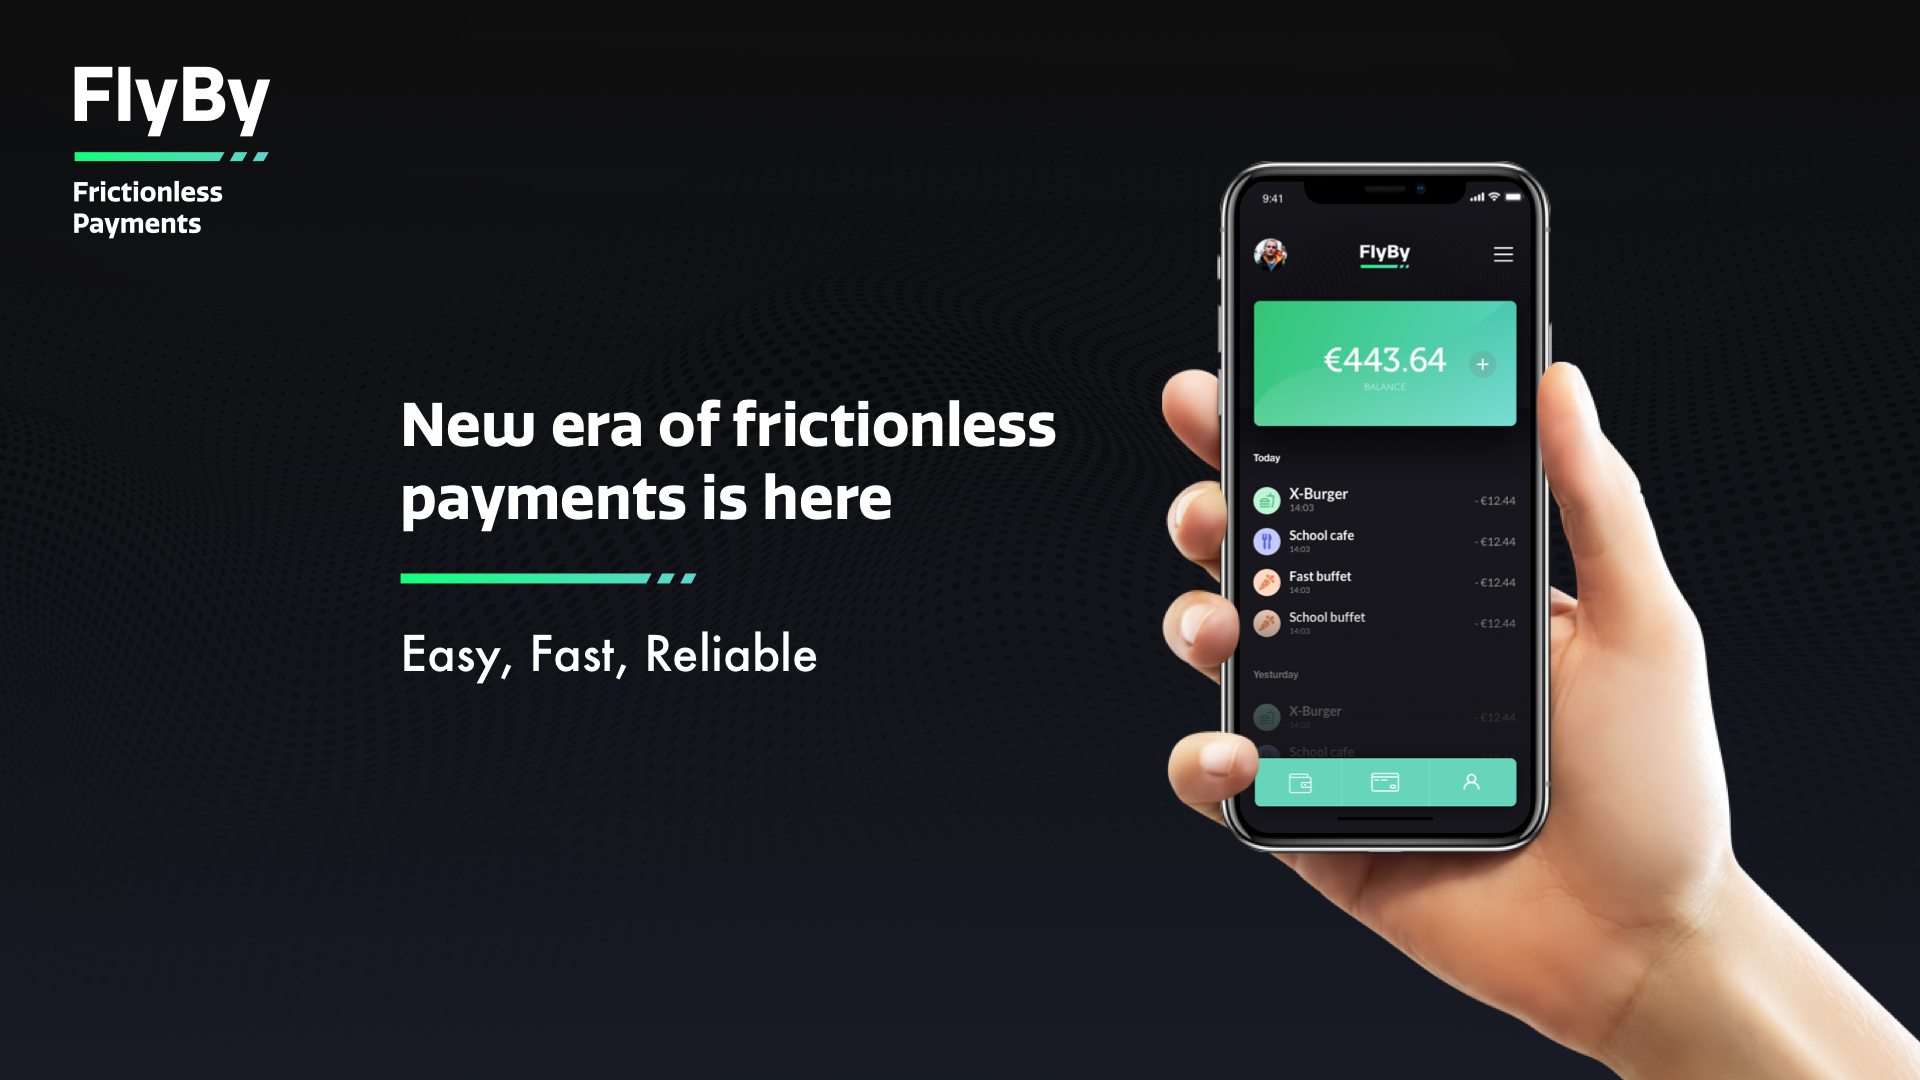 FlyBy
Frictionless
Payments
New era of frictionless
payments is here
Easy, Fast, Reliable
9:41
FlyBy
€443.64
+
BALANCE
Today
X-Burger
14:03
- €12.44
School cafe
14:03
- €12.44
Fast buffet
14:03
- €12.44
School buffet
14:03
- €12.44
Yesturday
X-Burger
14:03
- €12.44
School cafe